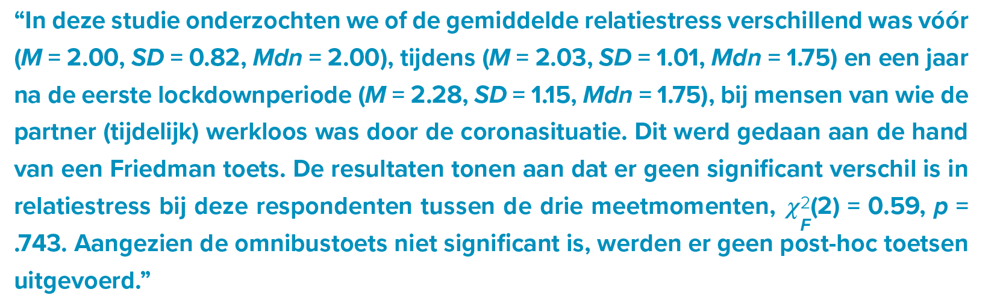 “In deze studie onderzochten we of de gemiddelde relatiestress verschillend was vóór
(M = 2.00, SD = 0.82, Mdn = 2.00), tijdens (M = 2.03, SD = 1.01, Mdn = 1.75) en een jaar
na de eerste lockdownperiode (M = 2.28, SD = 1.15, Mdn = 1.75), bij mensen van wie de
partner (tijdelijk) werkloos was door de coronasituatie. Dit werd gedaan aan de hand
van een Friedman toets. De resultaten tonen aan dat er geen significant verschil is in
relatiestress bij deze respondenten tussen de drie meetmomenten, χ²F(2) = 0.59, p =
.743. Aangezien de omnibustoets niet significant is, werden er geen post-hoc toetsen
uitgevoerd.”